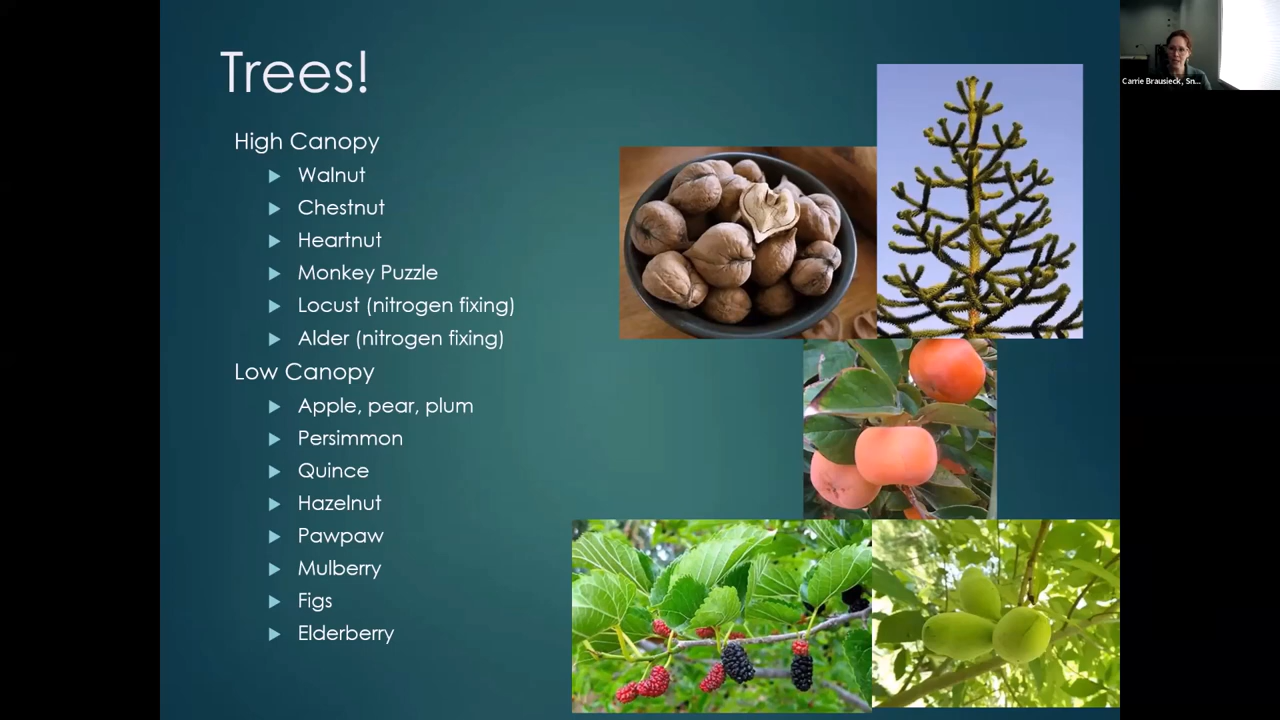 Trees!
High Canopy
Walnut
Chestnut
Heartnut
Monkey Puzzle
Locust (nitrogen fixing)
Alder (nitrogen fixing)
Low Canopy
Apple, pear, plum
Persimmon
Quince
Hazelnut
Pawpaw
Mulberry
Figs
Elderberry
Carrie Brausieck, Sn...